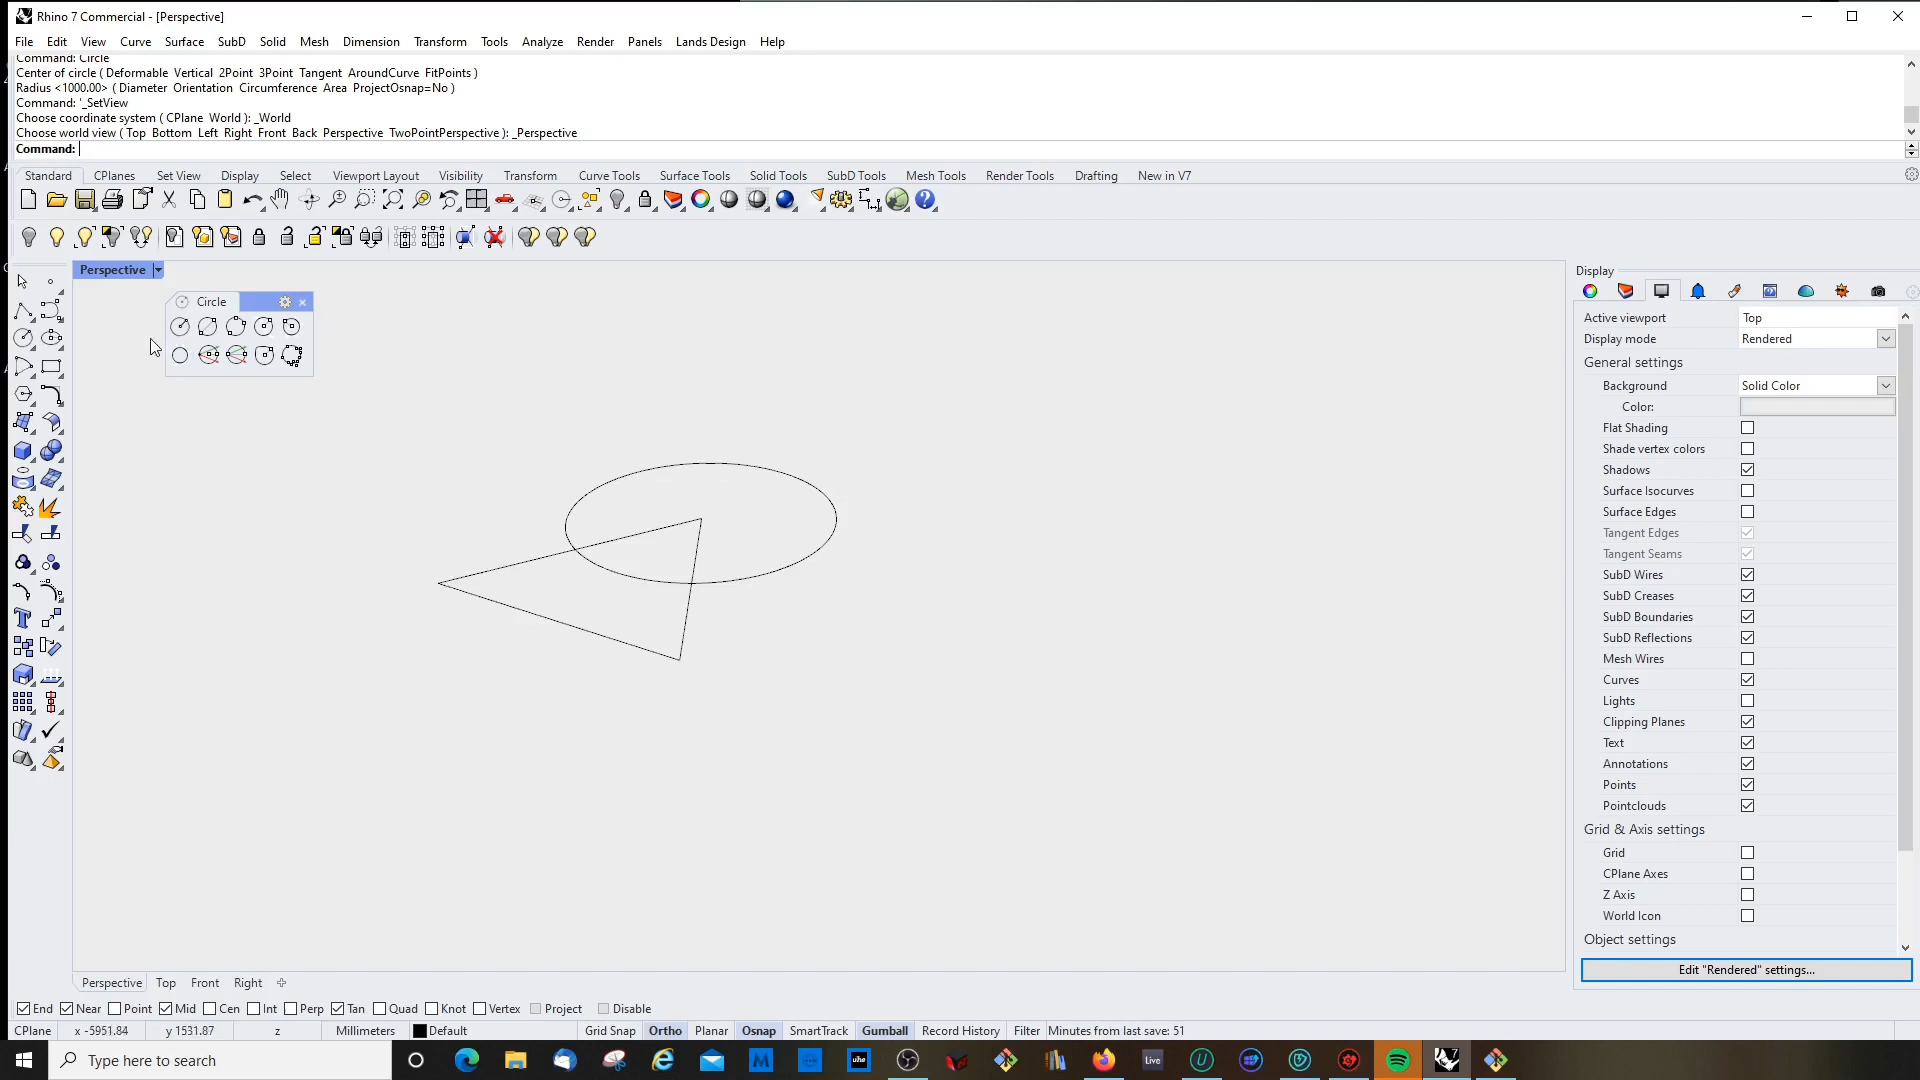 Rhino 7 Commercial - [Perspective]
File Edit View Curve Surface SubD Solid Mesh Dimension Transform Tools Analyze Render Panels Lands Design Help
Command: Circle
Center of circle ( Deformable Vertical 2Point 3Point Tangent AroundCurve FitPoints )
Radius <1000.00> ( Diameter Orientation Circumference Area ProjectOsnap=No )
Command: '_SetView
Choose coordinate system ( CPlane World ): _World
Choose world view ( Top Bottom Left Right Front Back Perspective TwoPointPerspective ): _Perspective
Command:
Standard CPlanes Set View Display Select Viewport Layout Visibility Transform Curve Tools Surface Tools Solid Tools SubD Tools Mesh Tools Render Tools Drafting New in V7
Perspective
Circle
Display
Active viewport Top
Display mode Rendered
General settings
Background Solid Color
Color:
Flat Shading
Shade vertex colors
Shadows
Surface Isocurves
Surface Edges
Tangent Edges
Tangent Seams
SubD Wires
SubD Creases
SubD Boundaries
SubD Reflections
Mesh Wires
Curves
Lights
Clipping Planes
Text
Annotations
Points
Pointclouds
Grid & Axis settings
Grid
CPlane Axes
Z Axis
World Icon
Object settings
Edit "Rendered" settings...
Perspective Top Front Right
End Near Point Mid Cen Int Perp Tan Quad Knot Vertex Project Disable
CPlane x -5951.84 y 1531.87 z Millimeters Default Grid Snap Ortho Planar Osnap SmartTrack Gumball Record History Filter Minutes from last save: 51
Type here to search
uhe
Live